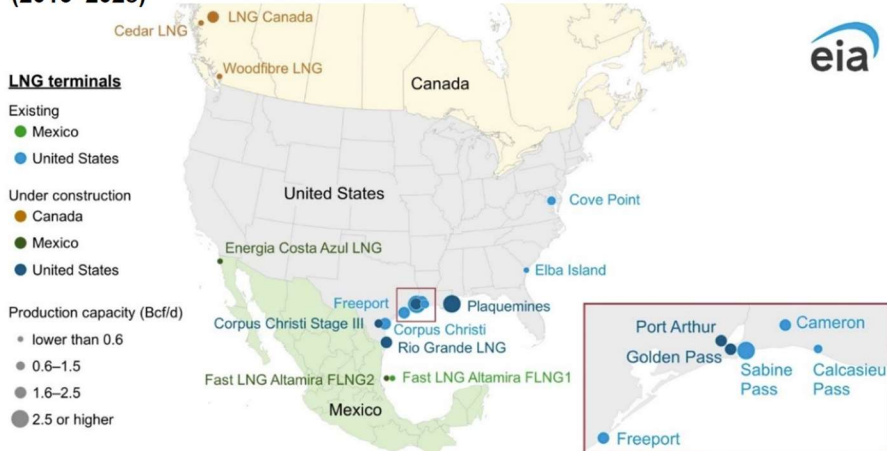 LNG Canada
Cedar LNG
Woodfibre LNG
Canada
eia
LNG terminals
Existing
Mexico
United States
Under construction
Canada
Mexico
United States
Production capacity (Bcf/d)
lower than 0.6
0.6–1.5
1.6–2.5
2.5 or higher
United States
Cove Point
Energia Costa Azul LNG
Elba Island
Freeport
Plaquemines
Corpus Christi Stage III
Corpus Christi
Rio Grande LNG
Fast LNG Altamira FLNG2
Fast LNG Altamira FLNG1
Mexico
Port Arthur
Cameron
Golden Pass
Sabine
Pass
Calcasieu
Pass
Freeport